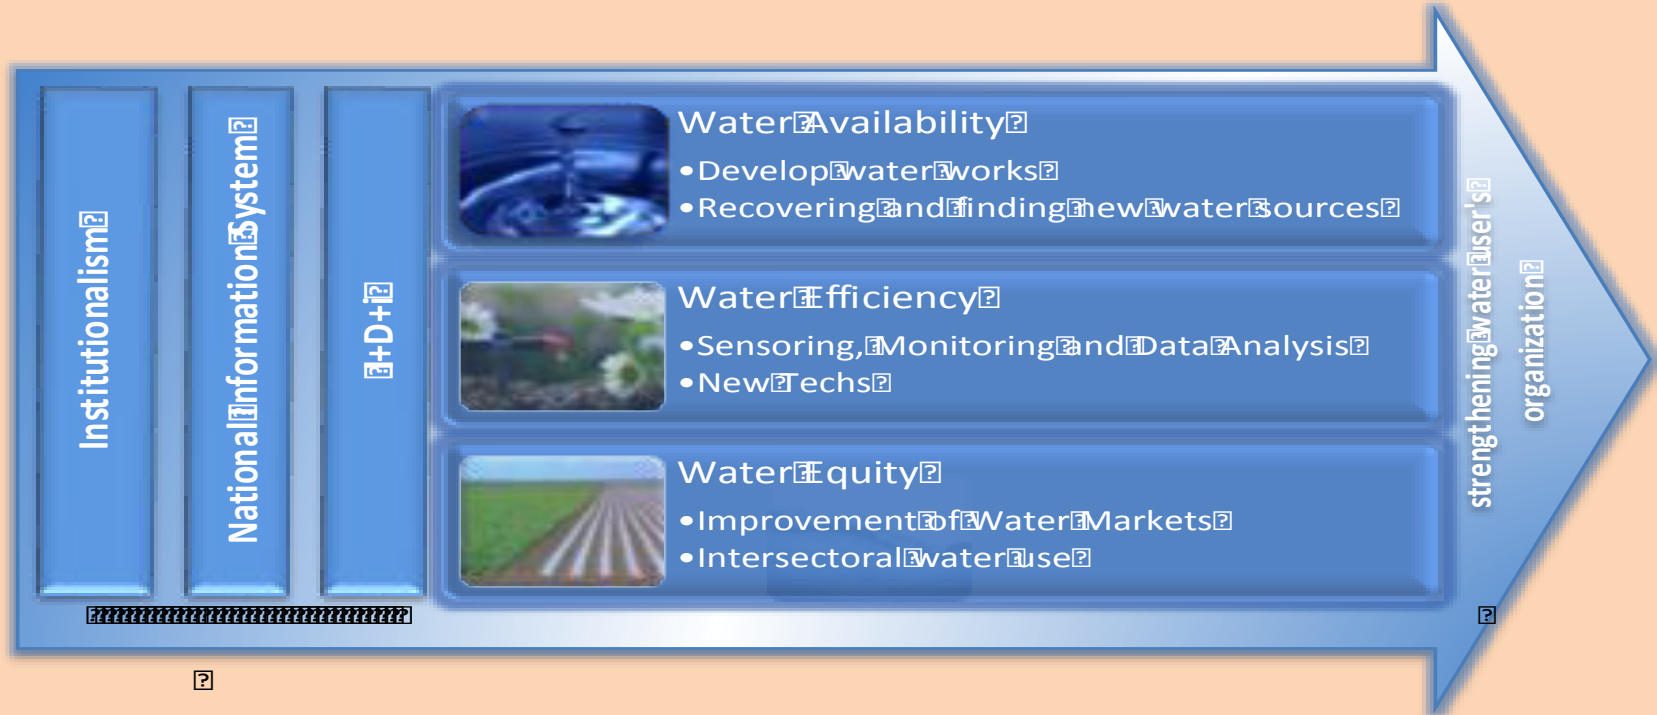 Institutionalism
National Information System
I+D+i
Water Availability
•Develop water works
•Recovering and finding new water sources
Water Efficiency
•Sensoring, Monitoring and Data Analysis
•New Techs
Water Equity
•Improvement of Water Markets
•Intersectoral water use
strengthening water user's
organization